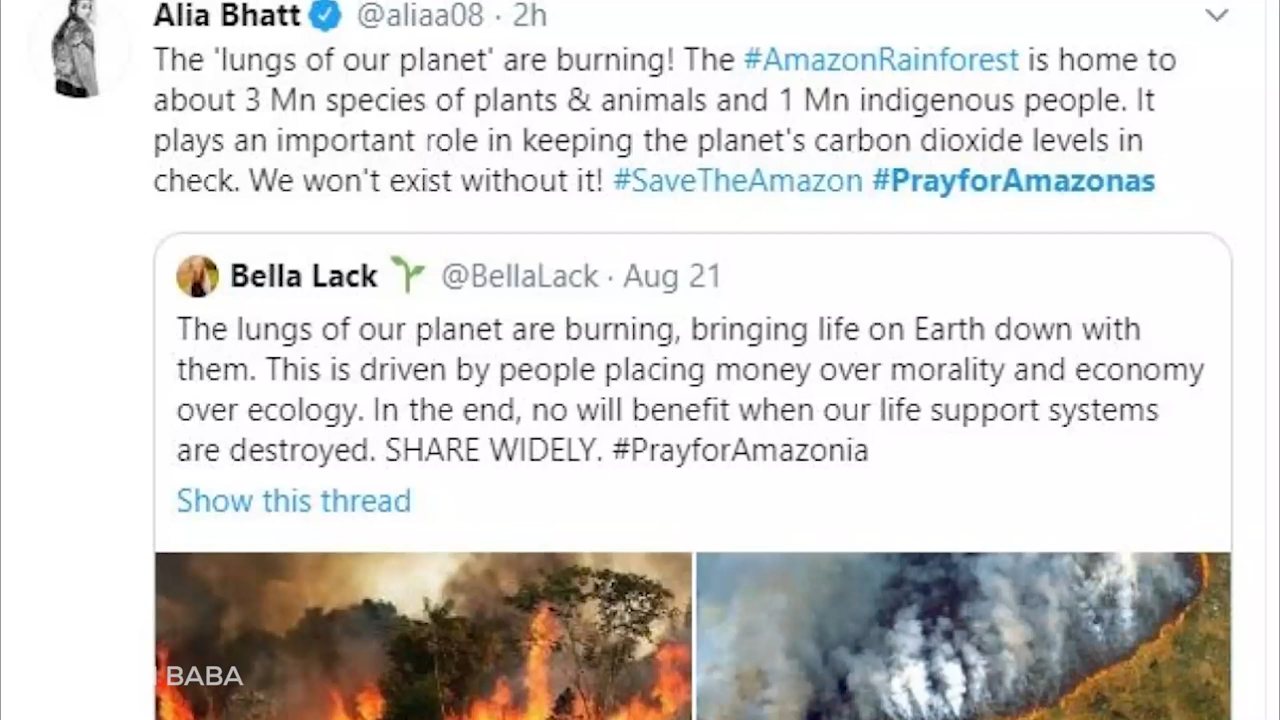 Alia Bhatt @aliaa08 · 2h
The 'lungs of our planet' are burning! The #AmazonRainforest is home to
about 3 Mn species of plants & animals and 1 Mn indigenous people. It
plays an important role in keeping the planet's carbon dioxide levels in
check. We won't exist without it! #SaveTheAmazon #PrayforAmazonas
Bella Lack @BellaLack · Aug 21
The lungs of our planet are burning, bringing life on Earth down with
them. This is driven by people placing money over morality and economy
over ecology. In the end, no will benefit when our life support systems
are destroyed. SHARE WIDELY. #PrayforAmazonia
Show this thread
BABA